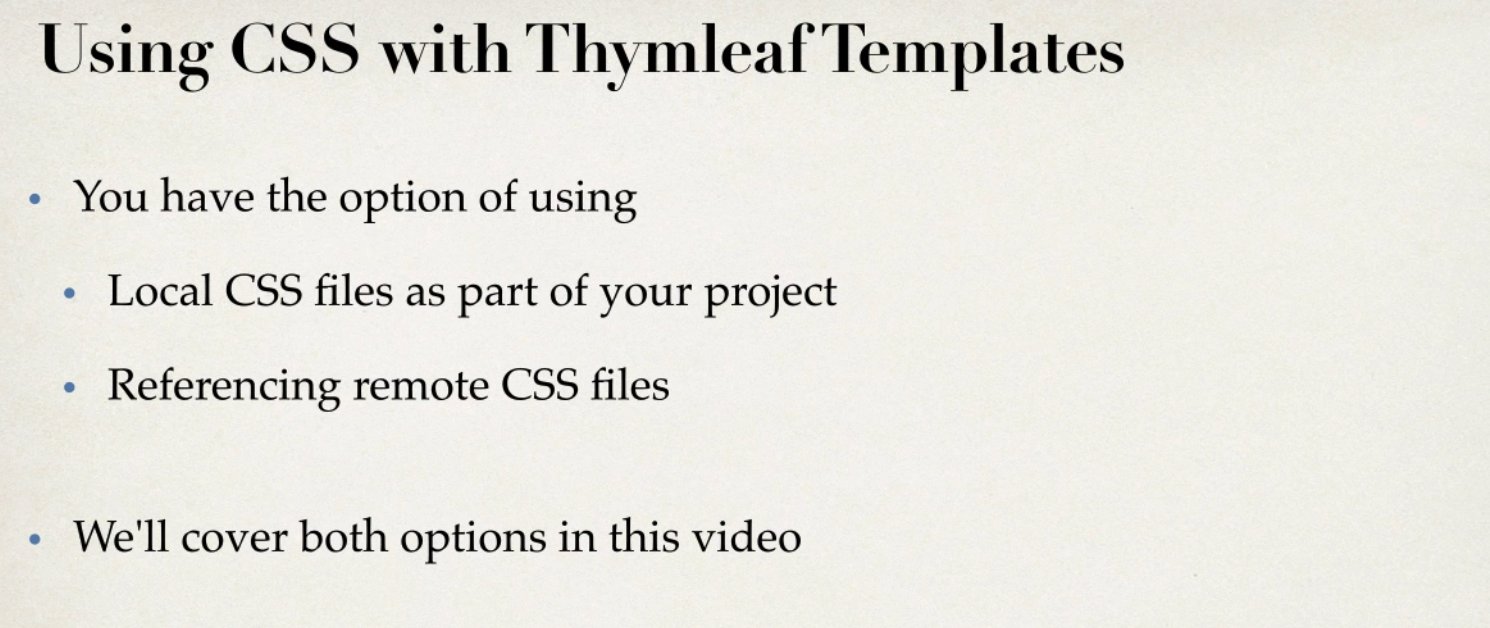 Using CSS with Thymleaf Templates
• You have the option of using
• Local CSS files as part of your project
• Referencing remote CSS files
• We'll cover both options in this video